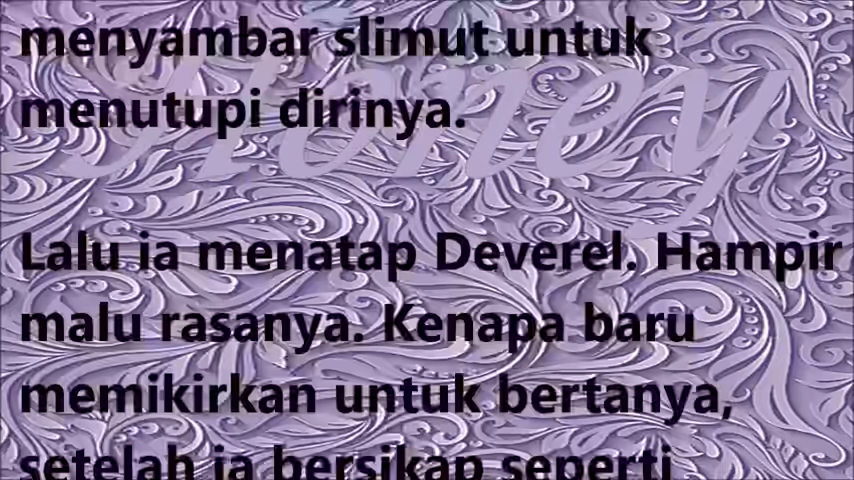 menyambar slimut untuk
Honey
menutupi dirinya.
Lalu ia menatap Deverel. Hampir
malu rasanya. Kenapa baru
memikirkan untuk bertanya,
setelah ia bersikap seperti